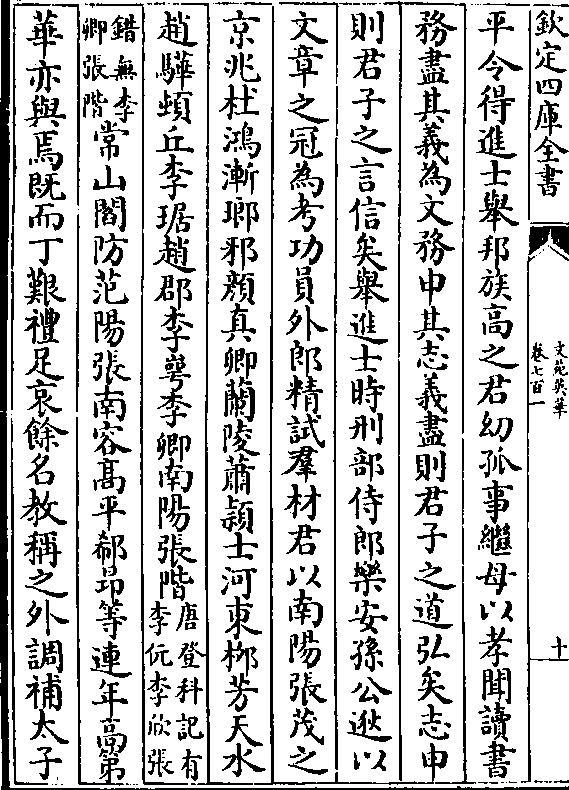 欽定四庫全書
文苑英華
卷七百一
十
平令得進士舉邦族高之君幼孤事繼母以孝聞讀書
務盡其義為文務申其志義盡則君子之道弘矣志申
則君子之言信矣舉進士時刑部侍郎樂安孫公逖以
文章之冠為考功員外郎精試羣材君以南陽張茂之
京兆杜鴻漸瑯邪顔真卿蘭陵蕭頴士河東栁芳天水
趙驊頓丘李琚趙郡李崿李卿南陽張階唐登科記有李伉李欣張
錯無李卿張階常山閻防范陽張南容髙平郗昻等連年高第
華亦與焉既而丁艱禮足哀餘名教稱之外調補太子